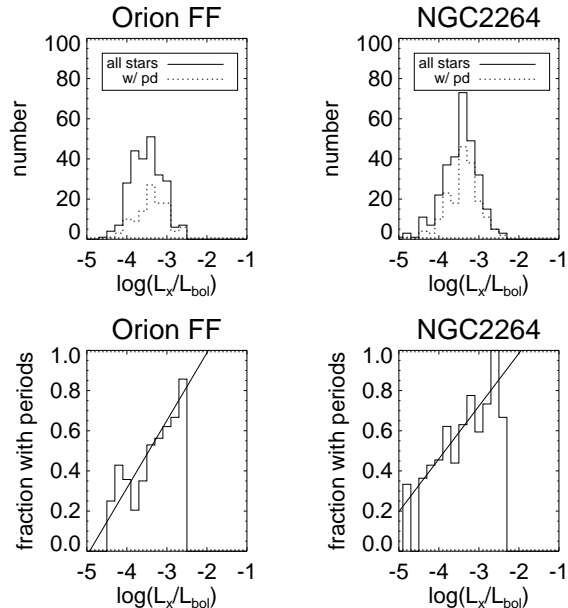 Orion FF
NGC2264
100
80
60
40
20
0
number
all stars
w/ pd
-5 -4 -3 -2 -1
log(Lx/Lbol)
100
80
60
40
20
0
number
all stars
w/ pd
-5 -4 -3 -2 -1
log(Lx/Lbol)
Orion FF
NGC2264
1.0
0.8
0.6
0.4
0.2
0.0
fraction with periods
-5 -4 -3 -2 -1
log(Lx/Lbol)
1.0
0.8
0.6
0.4
0.2
0.0
fraction with periods
-5 -4 -3 -2 -1
log(Lx/Lbol)